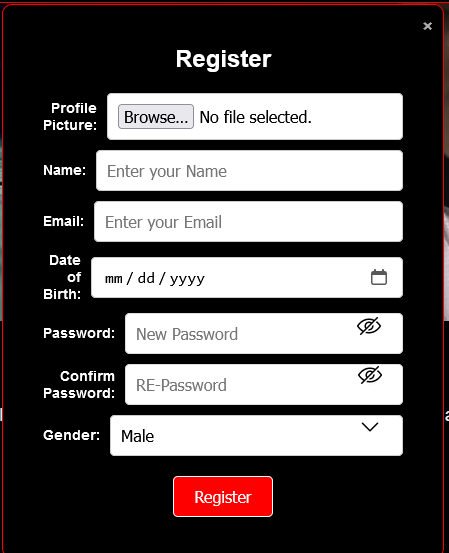 ×
Register
Profile
Picture:
Browse... No file selected.
Name: Enter your Name
Email: Enter your Email
Date
of
Birth:
mm / dd / yyyy
Password: New Password
Confirm
Password:
RE-Password
Gender: Male
Register